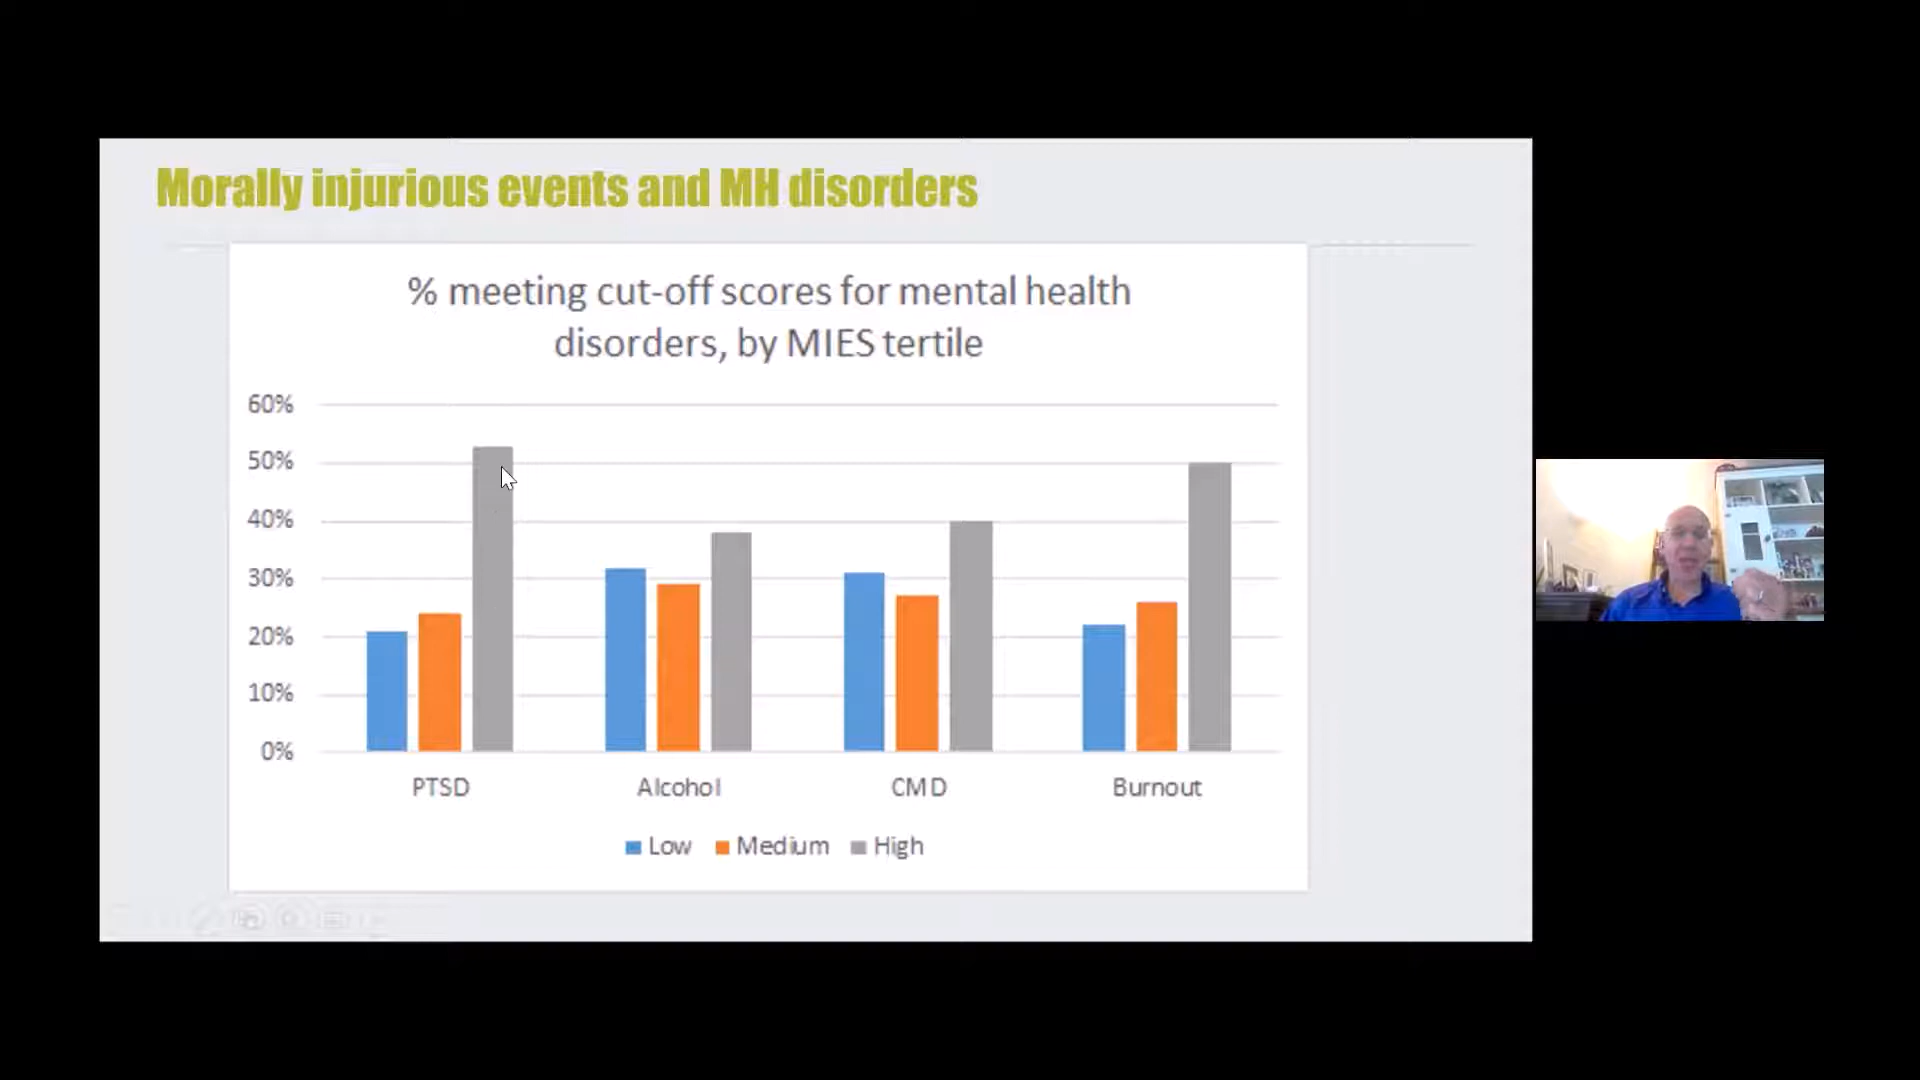 Morally injurious events and MH disorders
% meeting cut-off scores for mental health
disorders, by MIES tertile
60%
50%
40%
30%
20%
10%
0%
PTSD Alcohol CMD Burnout
Low Medium High